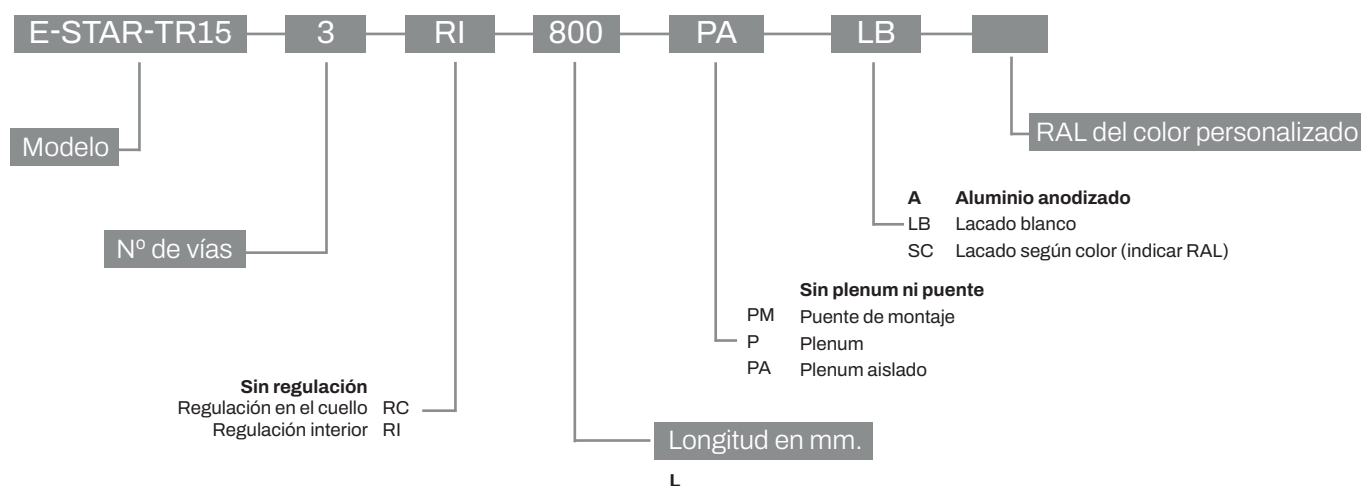 E-STAR-TR15 3 RI 800 PA LB
RAL del color personalizado
Modelo
A Aluminio anodizado
LB Lacado blanco
SC Lacado según color (indicar RAL)
Nº de vías
Sin plenum ni puente
PM Puente de montaje
P Plenum
PA Plenum aislado
Sin regulación
Regulación en el cuello RC
Regulación interior RI
Longitud en mm.
L